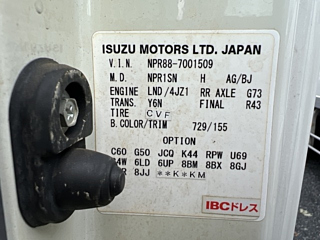 ISUZU MOTORS LTD. JAPAN
V.I.N. NPR88-7001509
M.D. NPR1SN H AG/BJ
ENGINE LND/4JZ1 RR AXLE G73
TRANS. Y6N FINAL R43
TIRE CVF
B.COLOR/TRIM 729/155
OPTION
C60 G50 JCQ K44 RPW U69
4W 6LD 6UP 8BM 8BX 8GJ
8JJ **K*KM
IBCドレス